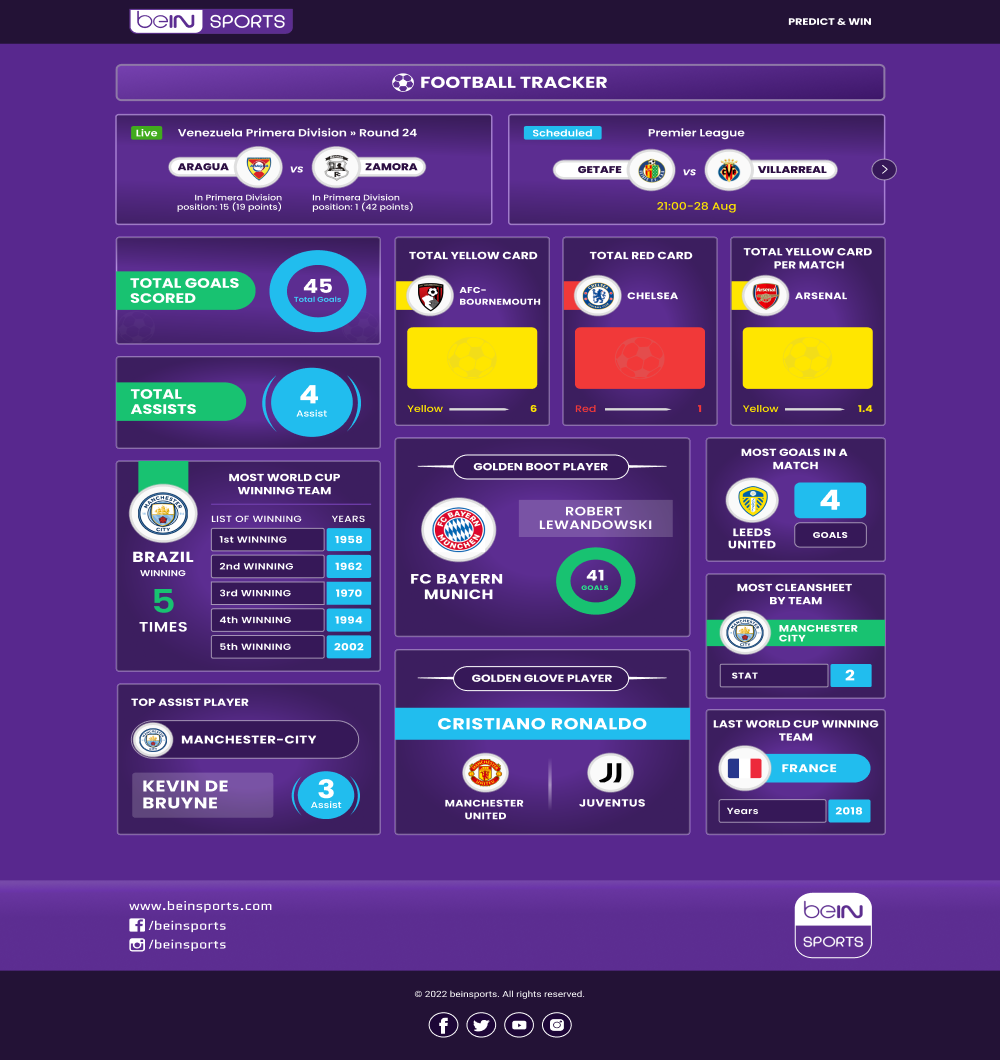 beIN SPORTS
PREDICT & WIN
FOOTBALL TRACKER
Live
Venezuela Primera Division » Round 24
ARAGUA
vs
ZAMORA
In Primera Division
position: 15 (19 points)
In Primera Division
position: 1 (42 points)
Scheduled
Premier League
GETAFE
vs
VILLARREAL
21:00-28 Aug
TOTAL GOALS
SCORED
45
Total Goals
TOTAL YELLOW CARD
AFC-
BOURNEMOUTH
Yellow
6
TOTAL RED CARD
CHELSEA
Red
1
TOTAL YELLOW CARD
PER MATCH
Arsenal
ARSENAL
Yellow
1.4
TOTAL
ASSISTS
4
Assist
MANCHESTER
CITY
BRAZIL
WINNING
5
TIMES
MOST WORLD CUP
WINNING TEAM
LIST OF WINNING
YEARS
1st WINNING
1958
2nd WINNING
1962
3rd WINNING
1970
4th WINNING
1994
5th WINNING
2002
GOLDEN BOOT PLAYER
FC BAYERN
MÜNCHEN
FC BAYERN
MUNICH
ROBERT
LEWANDOWSKI
41
GOALS
MOST GOALS IN A
MATCH
LEEDS
UNITED
4
GOALS
MOST CLEANSHEET
BY TEAM
MANCHESTER
CITY
STAT
2
TOP ASSIST PLAYER
MANCHESTER-CITY
KEVIN DE
BRUYNE
3
Assist
GOLDEN GLOVE PLAYER
CRISTIANO RONALDO
MANCHESTER
UNITED
JUVENTUS
LAST WORLD CUP WINNING
TEAM
FRANCE
Years
2018
www.beinsports.com
/beinsports
/beinsports
beIN
SPORTS
© 2022 beinsports. All rights reserved.